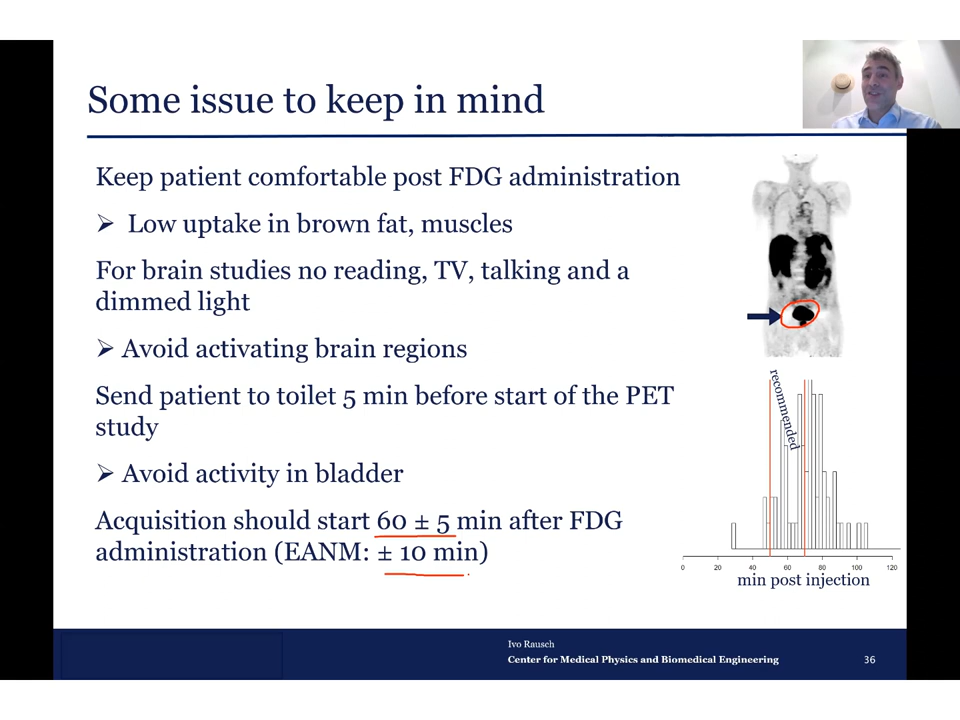 Some issue to keep in mind
Keep patient comfortable post FDG administration
➢ Low uptake in brown fat, muscles
For brain studies no reading, TV, talking and a
dimmed light
➢ Avoid activating brain regions
Send patient to toilet 5 min before start of the PET
study
➢ Avoid activity in bladder
Acquisition should start 60 ± 5 min after FDG
administration (EANM: ± 10 min)
recommended
0 20 40 60 80 100 120
min post injection
Ivo Rausch
Center for Medical Physics and Biomedical Engineering
36